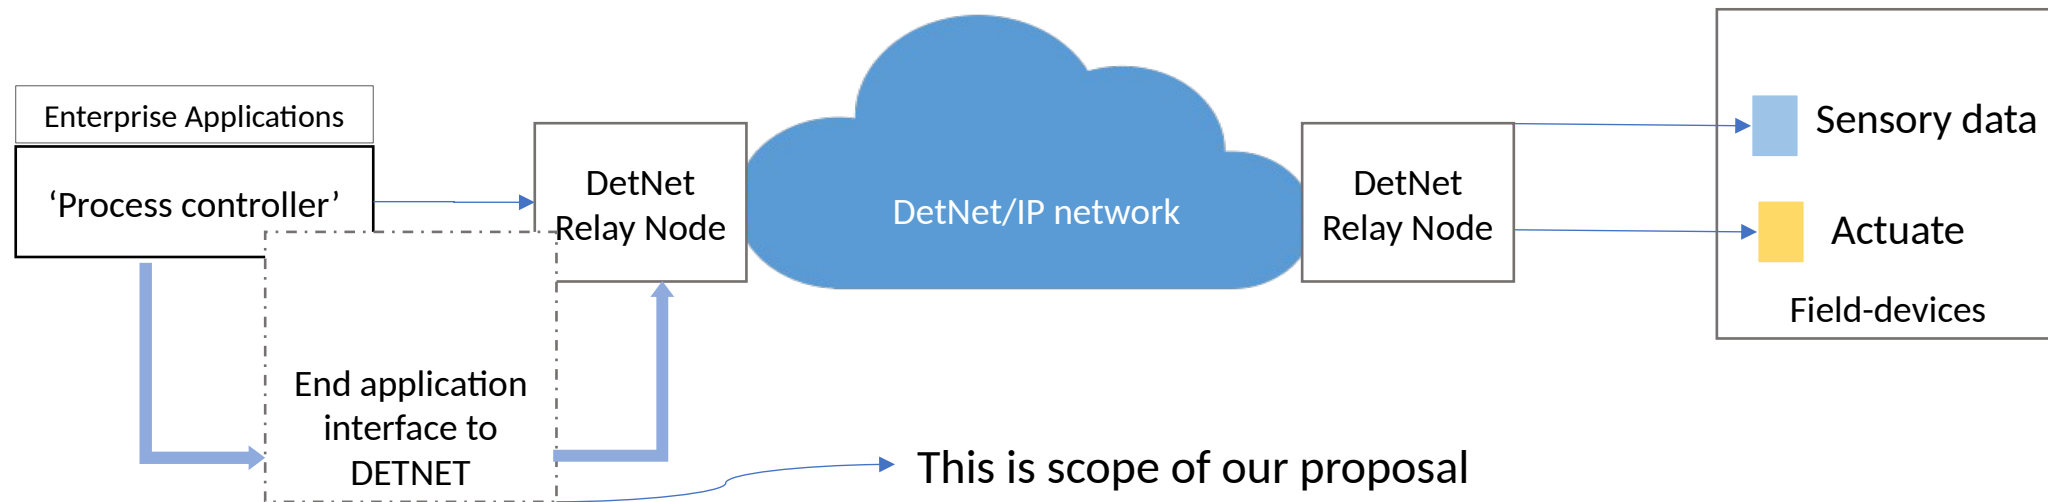 Enterprise Applications
‘Process controller’
DetNet
Relay Node
DetNet/IP network
DetNet
Relay Node
Sensory data
Actuate
Field-devices
End application
interface to
DETNET
This is scope of our proposal